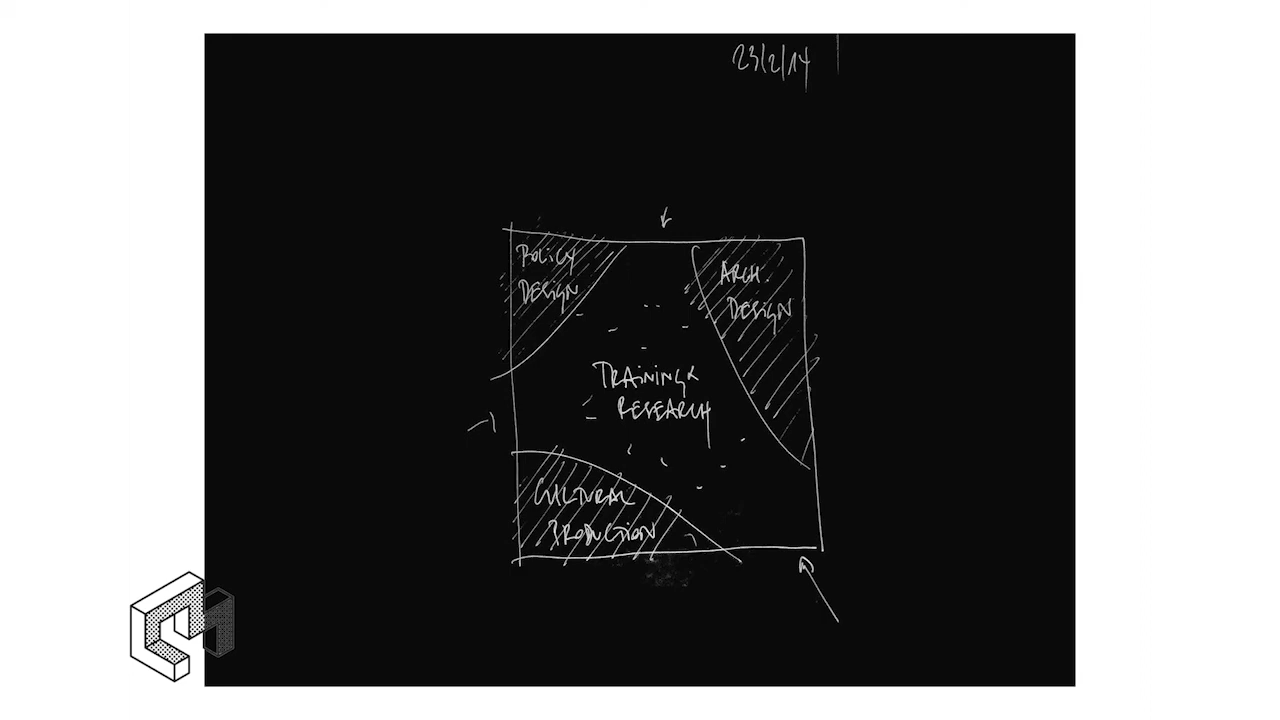 23/2/14
POLICY
DESIGN
ARCH.
DESIGN
TRAINING &
RESEARCH
CULTURAL
PRODUCTION